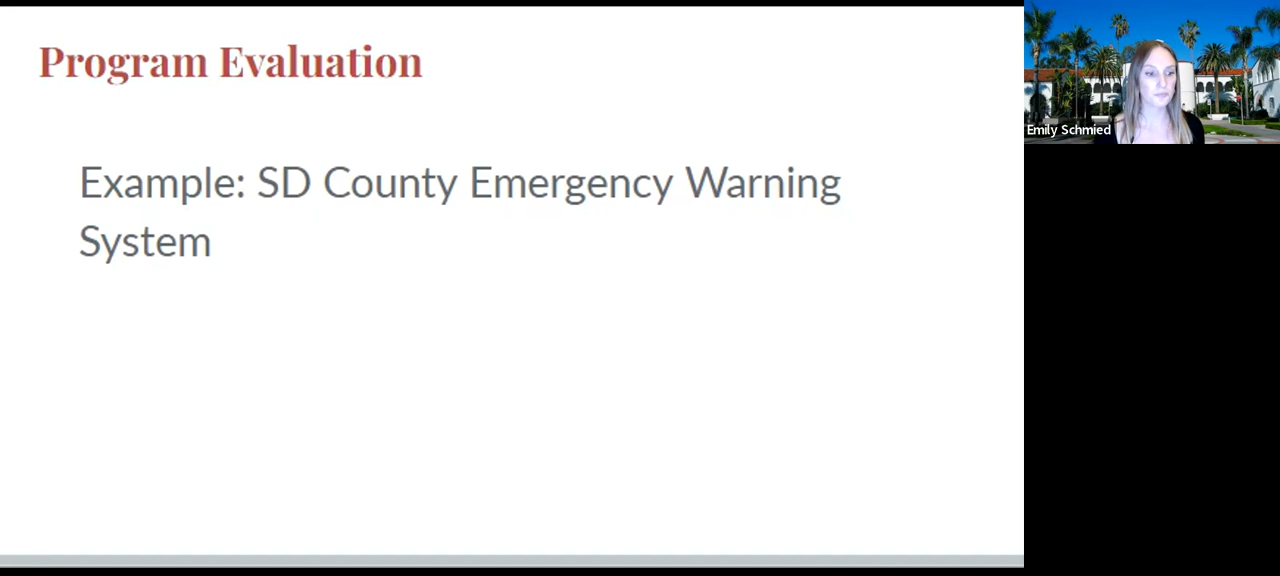 Program Evaluation
Example: SD County Emergency Warning
System
Emily Schmied